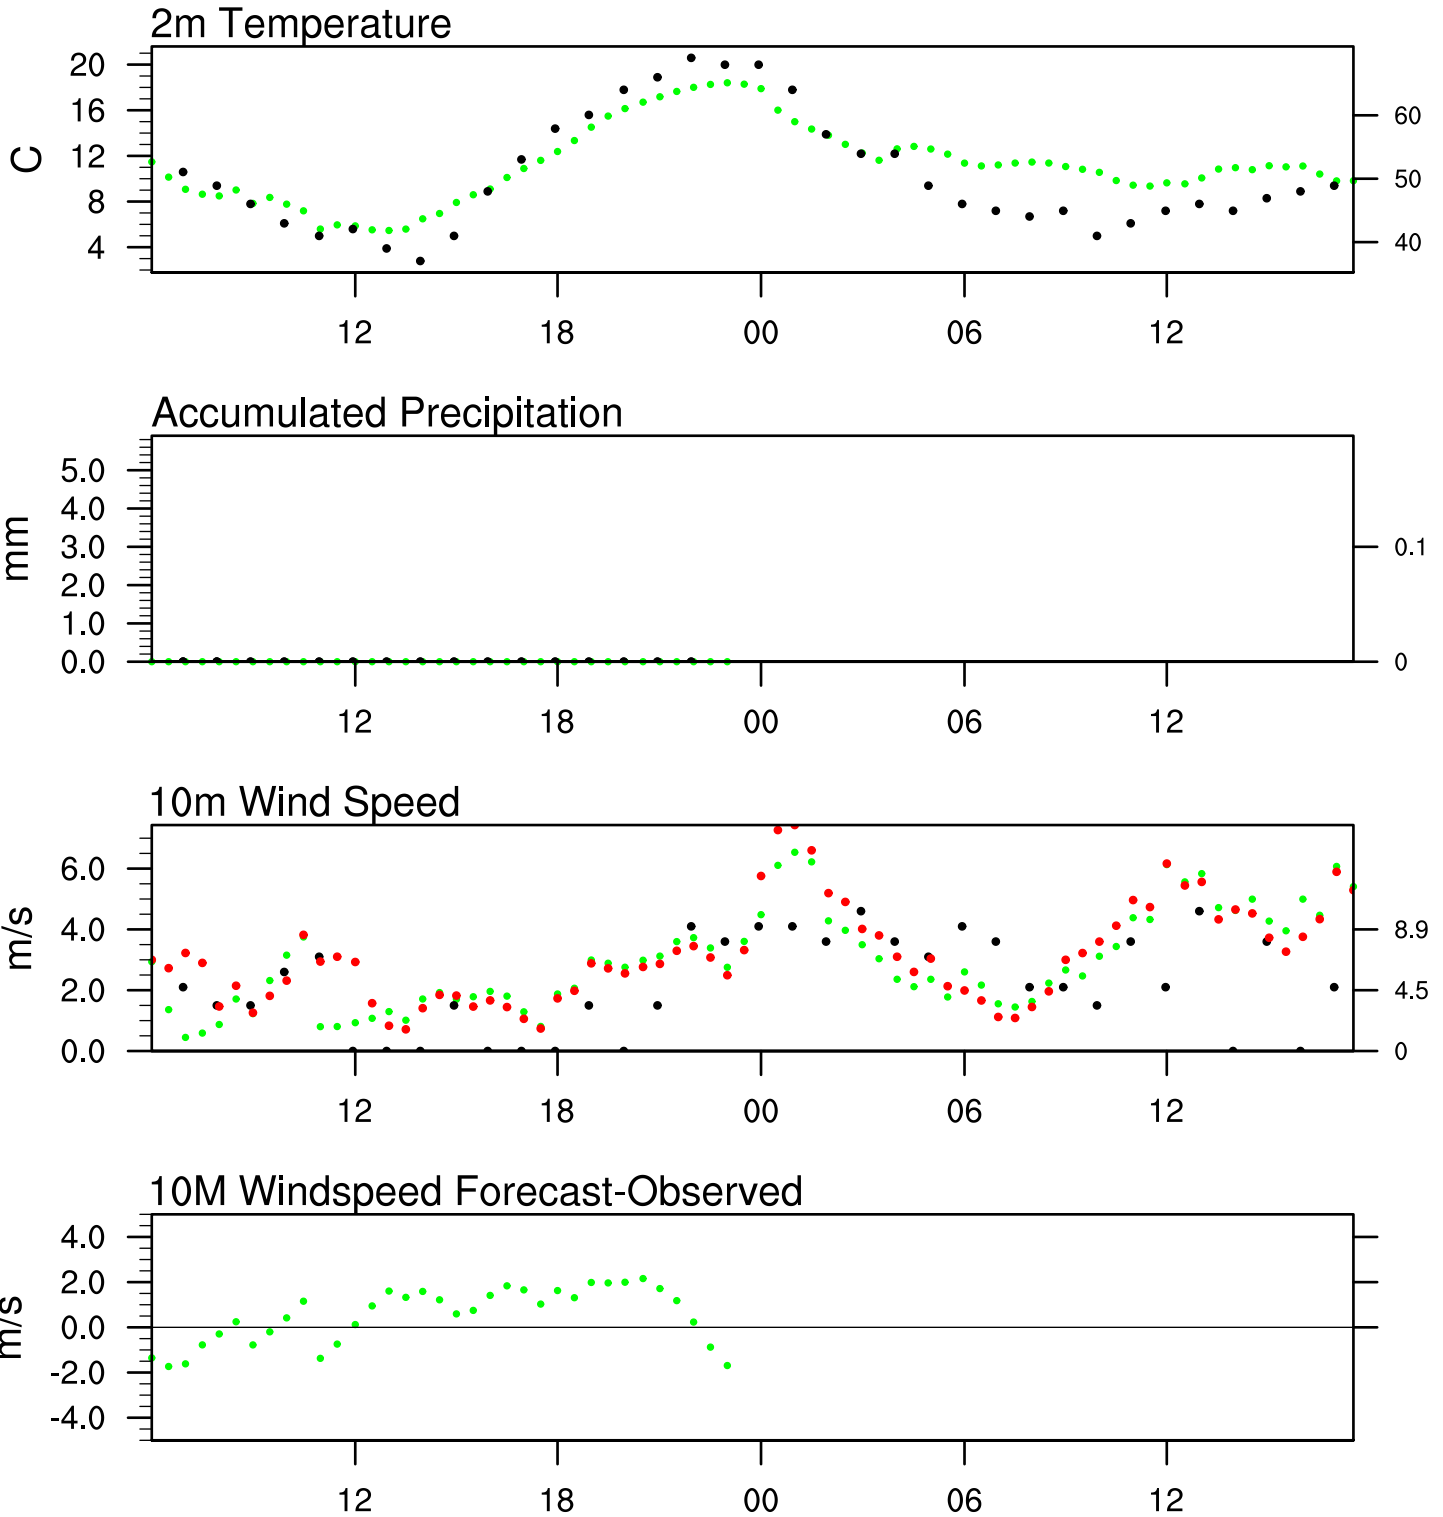 2m Temperature
20
16
12
8
4
C
60
50
40
12 18 00 06 12
Accumulated Precipitation
5.0
4.0
3.0
2.0
1.0
0.0
mm
0.1
0
12 18 00 06 12
10m Wind Speed
6.0
4.0
2.0
0.0
m/s
8.9
4.5
0
12 18 00 06 12
10M Windspeed Forecast-Observed
4.0
2.0
0.0
-2.0
-4.0
m/s
12 18 00 06 12